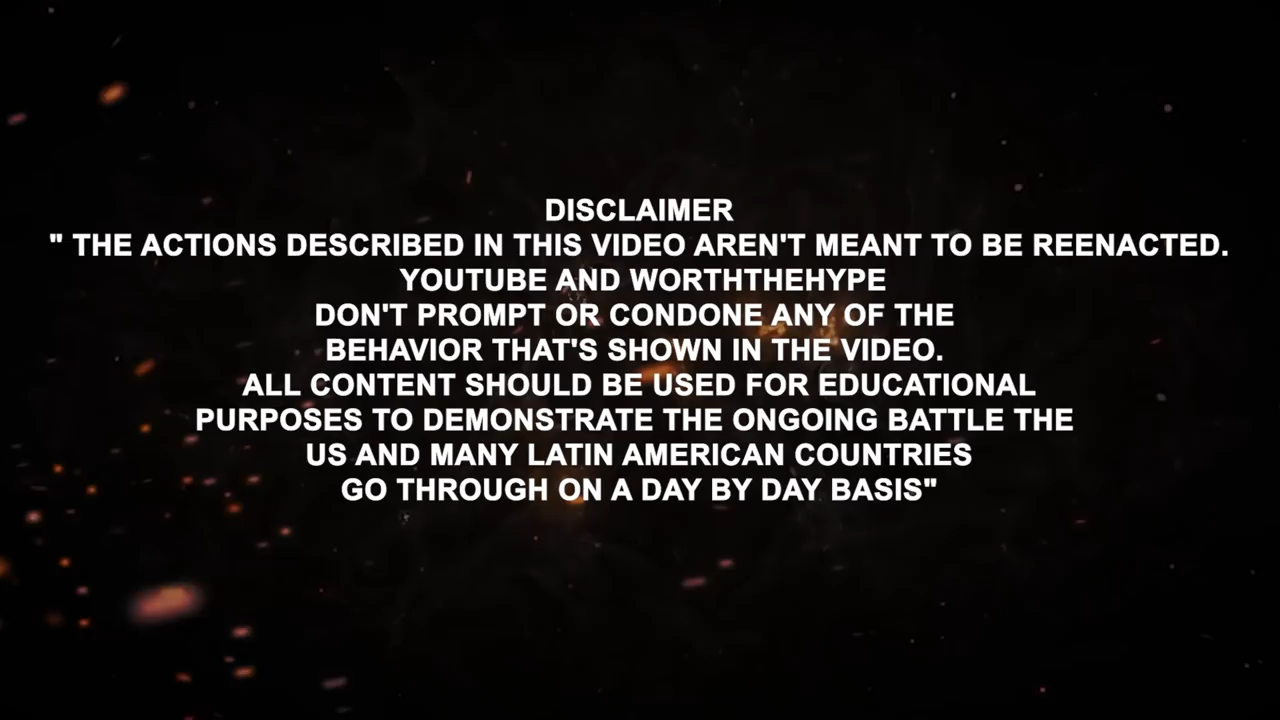 DISCLAIMER
" THE ACTIONS DESCRIBED IN THIS VIDEO AREN'T MEANT TO BE REENACTED.
YOUTUBE AND WORTHTHEHYPE
DON'T PROMPT OR CONDONE ANY OF THE
BEHAVIOR THAT'S SHOWN IN THE VIDEO.
ALL CONTENT SHOULD BE USED FOR EDUCATIONAL
PURPOSES TO DEMONSTRATE THE ONGOING BATTLE THE
US AND MANY LATIN AMERICAN COUNTRIES
GO THROUGH ON A DAY BY DAY BASIS"